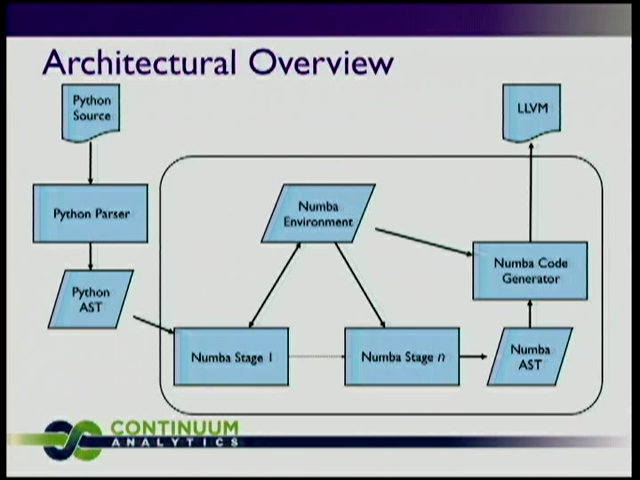 Architectural Overview
Python
Source
LLVM
Python Parser
Numba
Environment
Numba Code
Generator
Python
AST
Numba Stage 1
Numba Stage n
Numba
AST
CONTINUUM
ANALYTICS